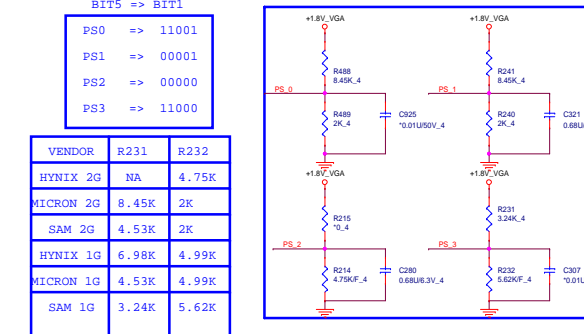 BIT5 => BIT1
PS0 => 11001
PS1 => 00001
PS2 => 00000
PS3 => 11000
VENDOR R231 R232
HYNIX 2G NA 4.75K
MICRON 2G 8.45K 2K
SAM 2G 4.53K 2K
HYNIX 1G 6.98K 4.99K
MICRON 1G 4.53K 4.99K
SAM 1G 3.24K 5.62K
+1.8V_VGA
R488
8.45K_4
PS_0
R489
2K_4
C925
*0.01U/50V_4
+1.8V_VGA
R241
8.45K_4
PS_1
R240
2K_4
C321
0.68U/
+1.8V_VGA
R215
*0_4
PS_2
R214
4.75K/F_4
C280
0.68U/6.3V_4
+1.8V_VGA
R231
3.24K_4
PS_3
R232
5.62K/F_4
C307
*0.01U